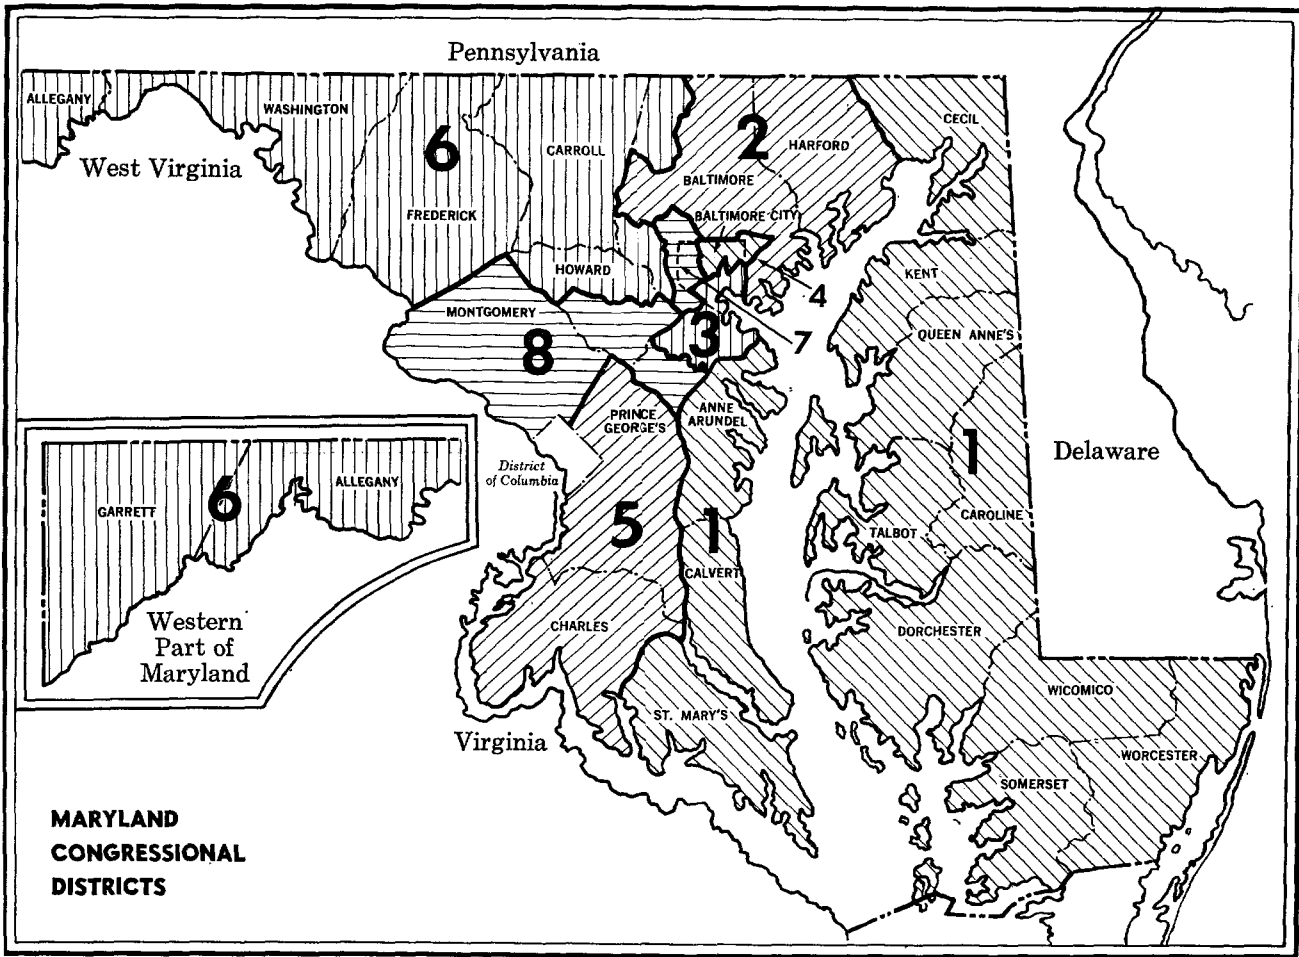 Pennsylvania
ALLEGANY
WASHINGTON
West Virginia
6
CARROLL
FREDERICK
HOWARD
2
HARFORD
BALTIMORE
BALTIMORE CITY
CECIL
KENT
4
7
3
MONTGOMERY
8
QUEEN ANNE'S
PRINCE
GEORGE'S
ANNE
ARUNDEL
1
Delaware
District
of Columbia
5
1
CALVERT
TALBOT
CAROLINE
GARRETT
6
ALLEGANY
Western
Part of
Maryland
CHARLES
DORCHESTER
WICOMICO
ST. MARY'S
Virginia
WORCESTER
SOMERSET
MARYLAND
CONGRESSIONAL
DISTRICTS